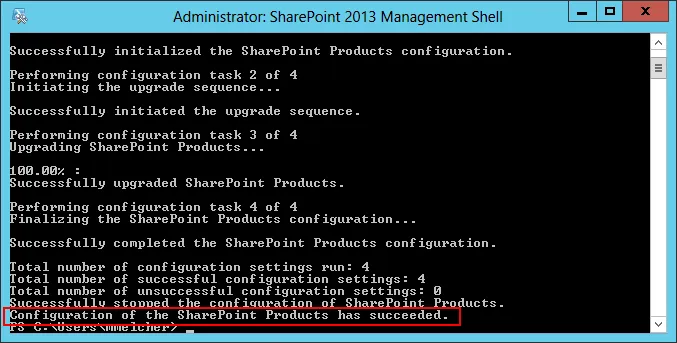 Administrator: SharePoint 2013 Management Shell
Successfully initialized the SharePoint Products configuration.
Performing configuration task 2 of 4
Initiating the upgrade sequence...
Successfully initiated the upgrade sequence.
Performing configuration task 3 of 4
Upgrading SharePoint Products...
100.00% :
Successfully upgraded SharePoint Products.
Performing configuration task 4 of 4
Finalizing the SharePoint Products configuration...
Successfully completed the SharePoint Products configuration.
Total number of configuration settings run: 4
Total number of successful configuration settings: 4
Total number of unsuccessful configuration settings: 0
Successfully stopped the configuration of SharePoint Products.
Configuration of the SharePoint Products has succeeded.
PS C:\Users\mmelcher> _